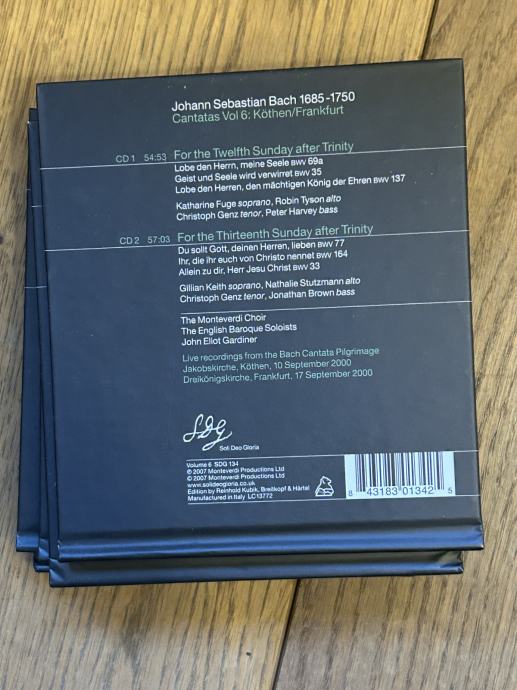 Johann Sebastian Bach 1685-1750
Cantatas Vol 6: Köthen/Frankfurt
CD 1 54:53 For the Twelfth Sunday after Trinity
Lobe den Herrn, meine Seele BWV 69a
Geist und Seele wird verwirret BWV 35
Lobe den Herren, den mächtigen König der Ehren BWV 137
Katharine Fuge soprano, Robin Tyson alto
Christoph Genz tenor, Peter Harvey bass
CD 2 57:03 For the Thirteenth Sunday after Trinity
Du sollt Gott, deinen Herren, lieben BWV 77
Ihr, die ihr euch von Christo nennet BWV 164
Allein zu dir, Herr Jesu Christ BWV 33
Gillian Keith soprano, Nathalie Stutzmann alto
Christoph Genz tenor, Jonathan Brown bass
The Monteverdi Choir
The English Baroque Soloists
John Eliot Gardiner
Live recordings from the Bach Cantata Pilgrimage
Jakobskirche, Köthen, 10 September 2000
Dreikönigskirche, Frankfurt, 17 September 2000
SDG
Soli Deo Gloria
Volume 6 SDG 134
℗ 2007 Monteverdi Productions Ltd
© 2007 Monteverdi Productions Ltd
www.solideogloria.co.uk
Edition by Reinhold Kubik, Breitkopf & Härtel
Manufactured in Italy LC13772
8 43183 01342 5